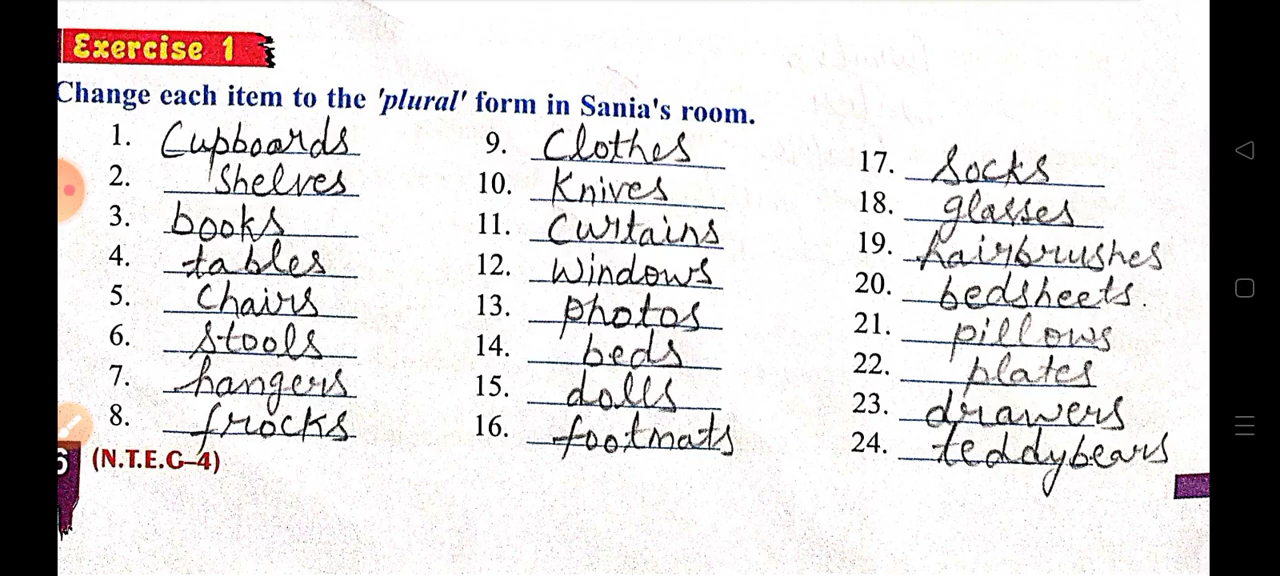 Exercise 1
Change each item to the 'plural' form in Sania's room.
1. Cupboards
2. Shelves
3. books
4. tables
5. Chairs
6. stools
7. hangers
8. frocks
9. Clothes
10. Knives
11. Curtains
12. Windows
13. photos
14. beds
15. dolls
16. footmats
17. Socks
18. glasses
19. hairbrushes
20. bedsheets.
21. pillows
22. plates
23. drawers
24. teddybears
6 (N.T.E.G–4)